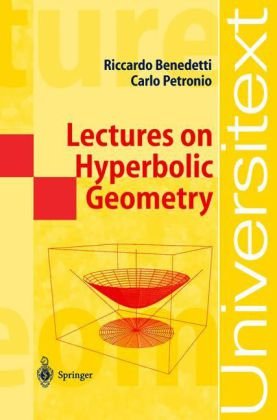 Riccardo Benedetti
Carlo Petronio
Lectures on
Hyperbolic
Geometry
Springer
Universitext